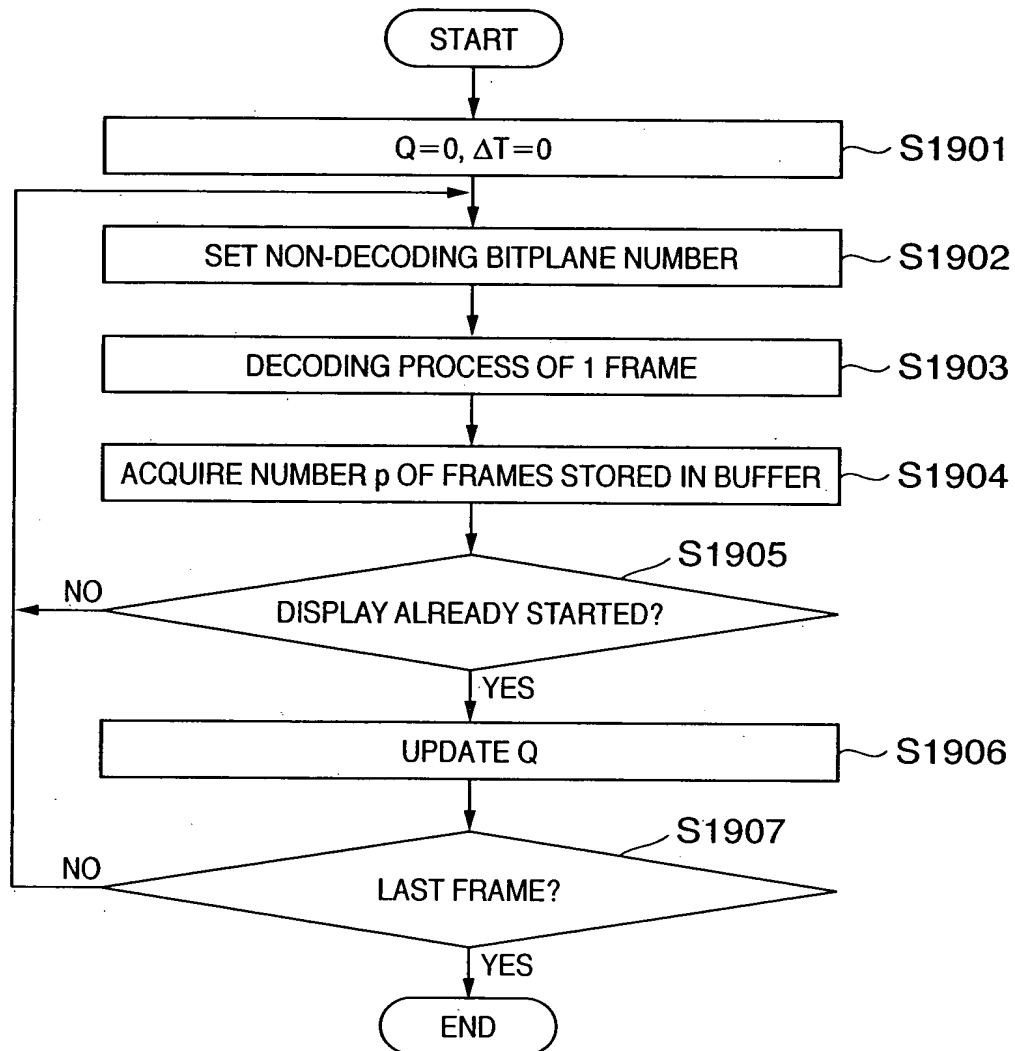 START
Q=0, ΔT=0
S1901
SET NON-DECODING BITPLANE NUMBER
S1902
DECODING PROCESS OF 1 FRAME
S1903
ACQUIRE NUMBER p OF FRAMES STORED IN BUFFER
S1904
S1905
NO
DISPLAY ALREADY STARTED?
YES
UPDATE Q
S1906
S1907
NO
LAST FRAME?
YES
END